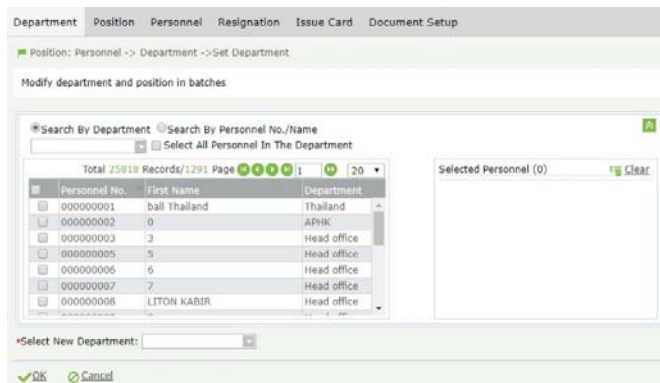 Department Position Personnel Resignation Issue Card Document Setup
Position: Personnel -> Department ->Set Department
Modify department and position in batches
Search By Department Search By Personnel No./Name
Select All Personnel In The Department
Total 25818 Records/1291 Page 1 20
Selected Personnel (0) Clear
Personnel No. First Name Department
000000001 ball Thailand Thailand
000000002 0 APHK
000000003 3 Head office
000000005 5 Head office
000000006 6 Head office
000000007 7 Head office
000000008 LITON KABIR Head office
*Select New Department:
OK Cancel